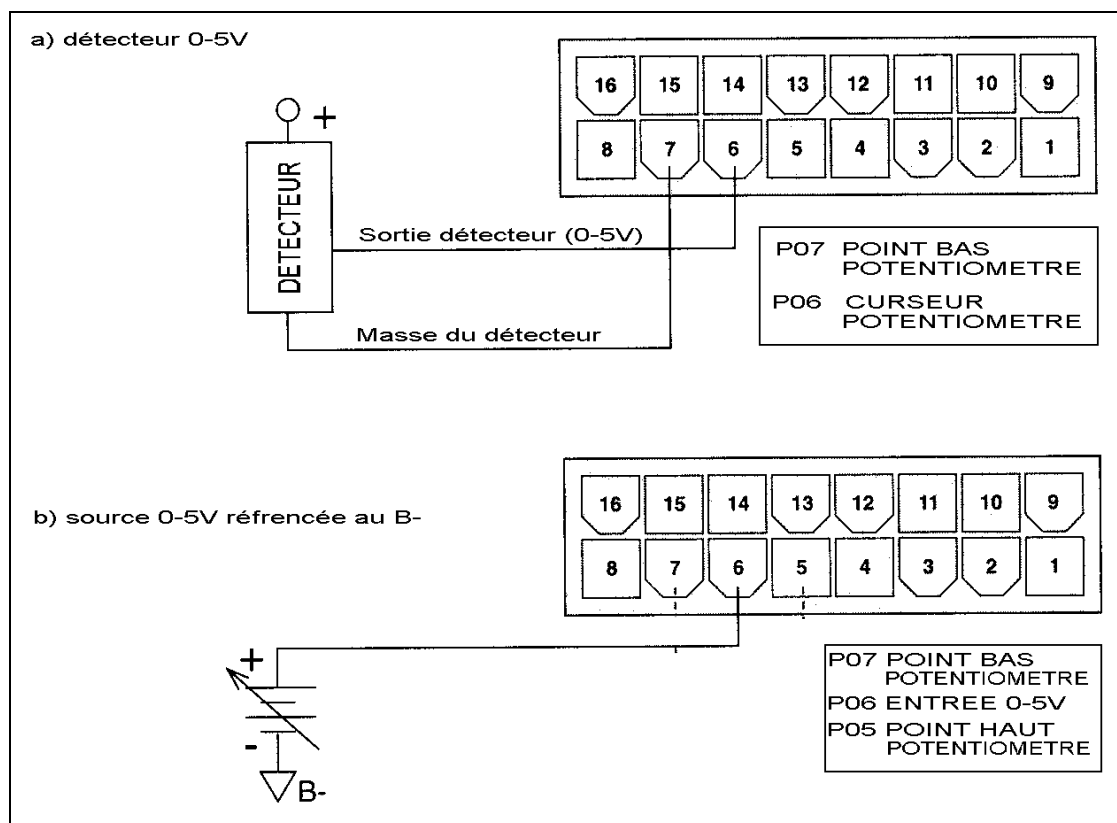 a) détecteur 0-5V
16 15 14 13 12 11 10 9
8 7 6 5 4 3 2 1
+
DETECTEUR
Sortie détecteur (0-5V)
Masse du détecteur
P07 POINT BAS
POTENTIOMETRE
P06 CURSEUR
POTENTIOMETRE
b) source 0-5V réfrencée au B-
16 15 14 13 12 11 10 9
8 7 6 5 4 3 2 1
+
-
B-
P07 POINT BAS
POTENTIOMETRE
P06 ENTREE 0-5V
P05 POINT HAUT
POTENTIOMETRE